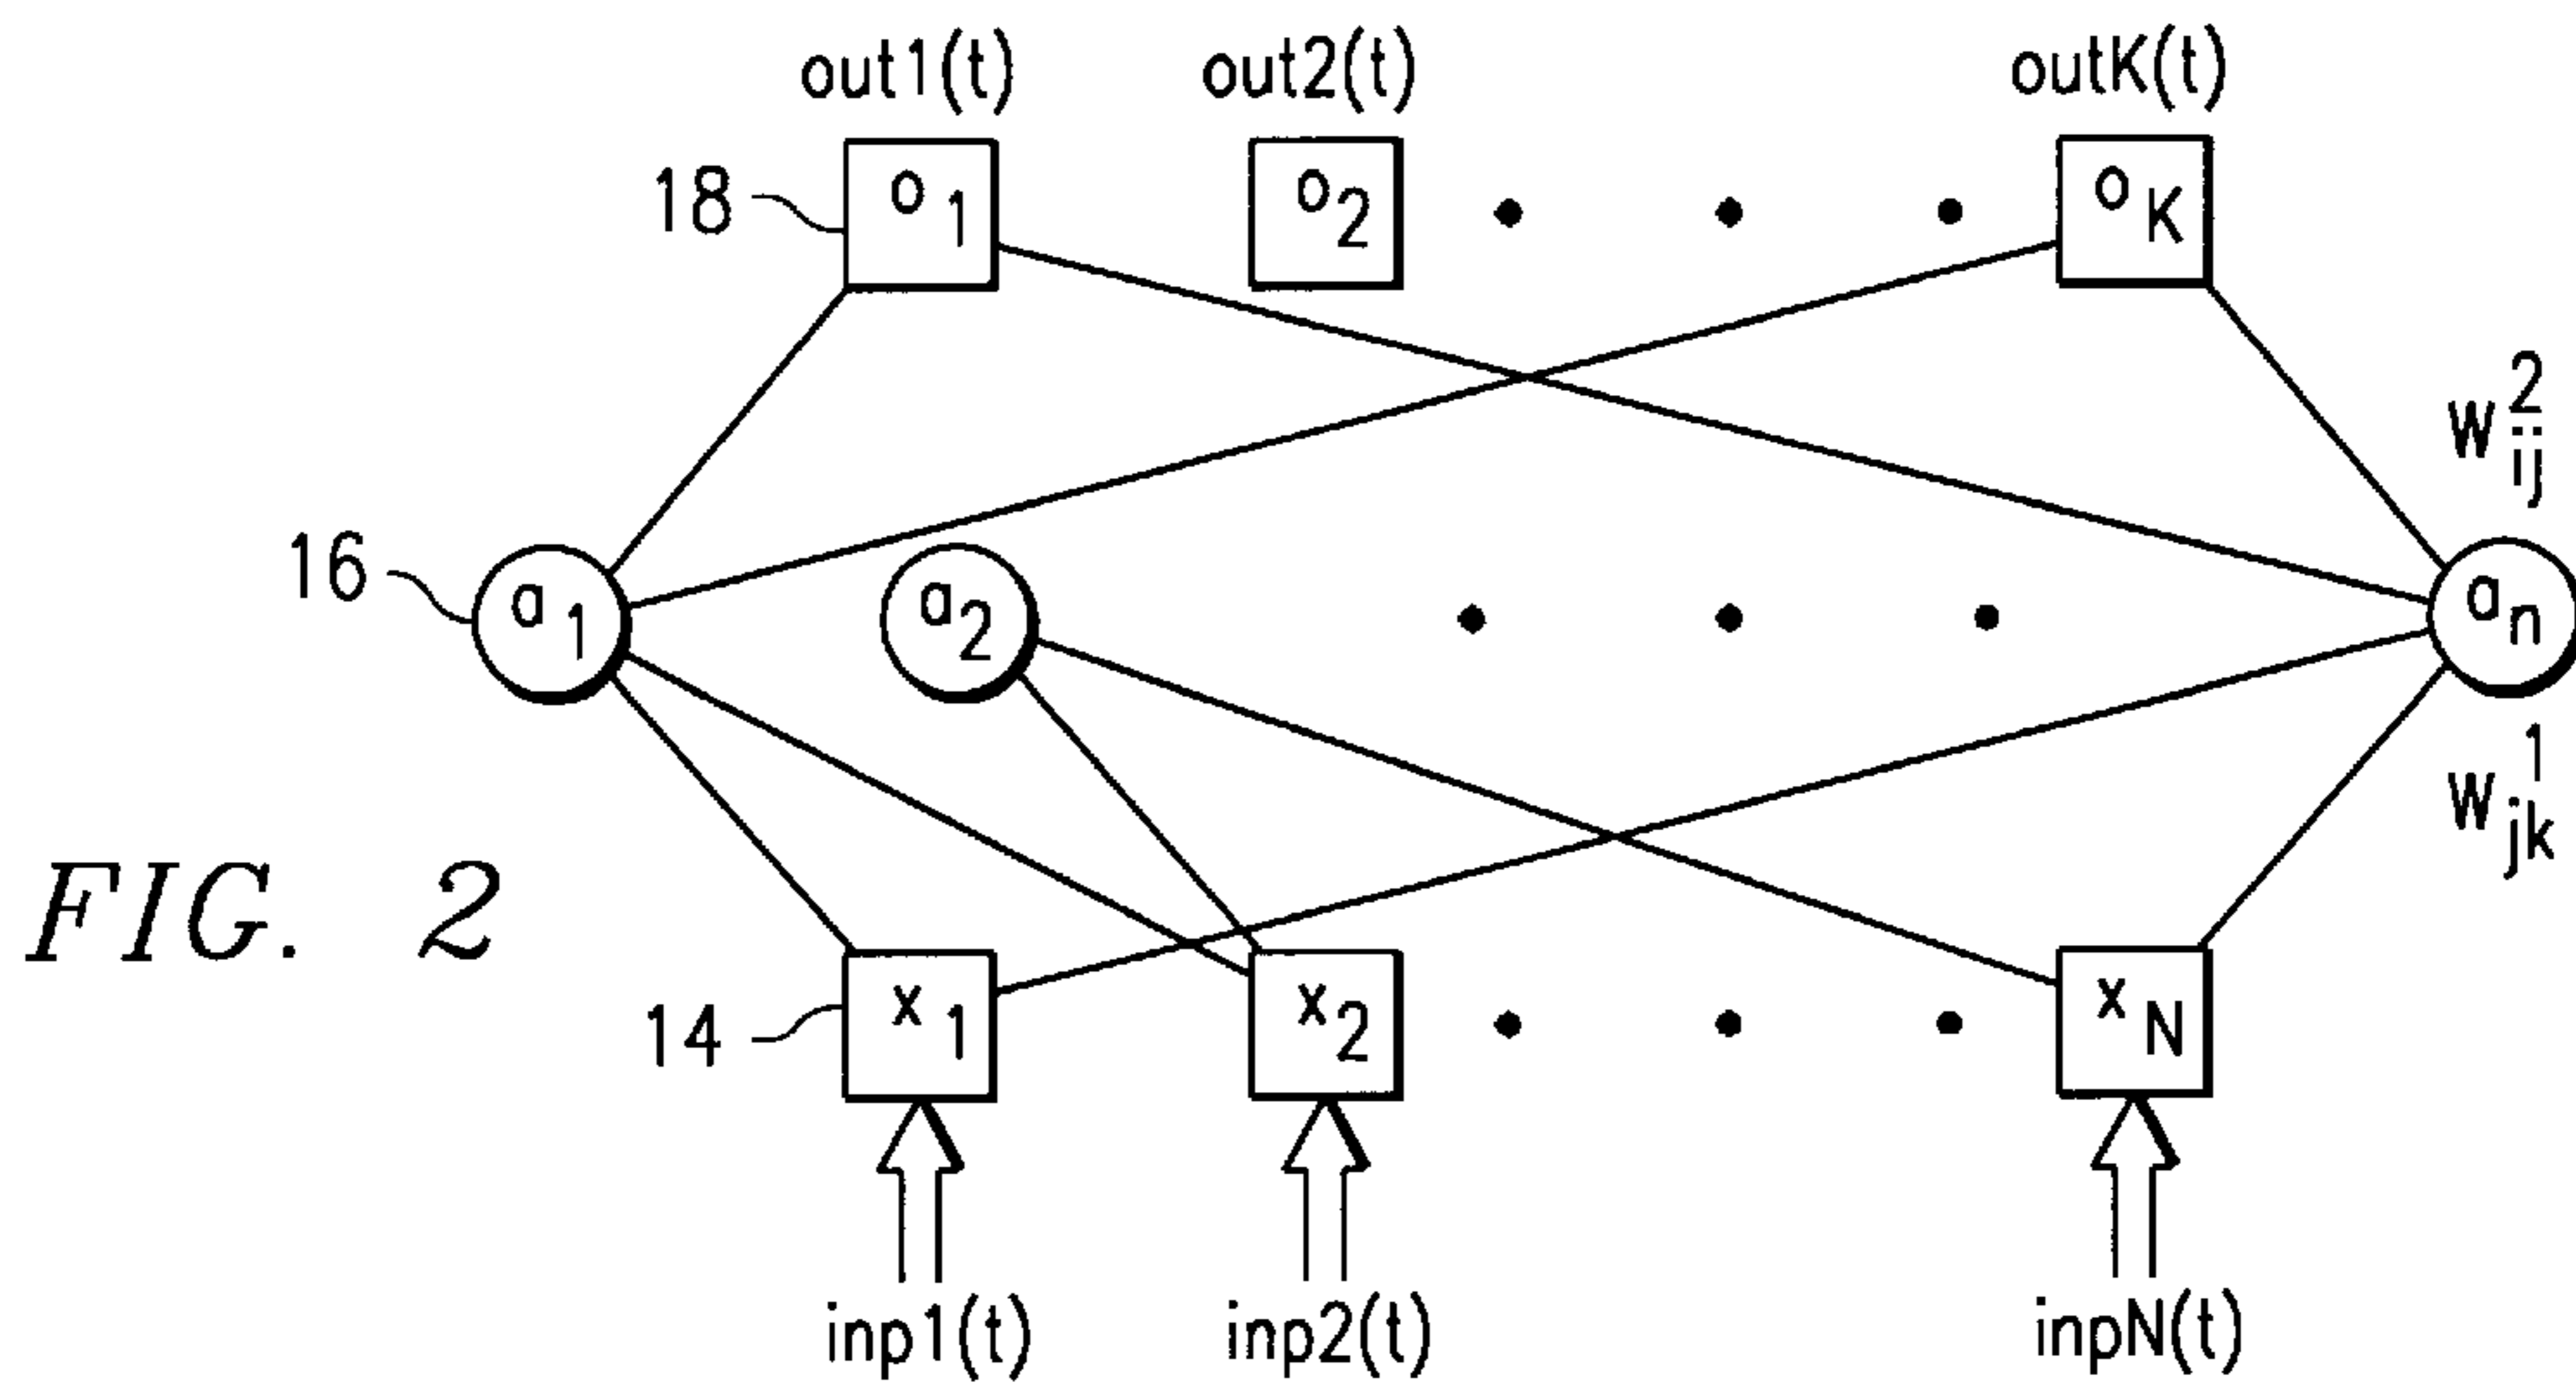 out1(t) out2(t) outK(t)
18 o1 o2 oK
W²ij
16 a1 a2 an
W¹jk
FIG. 2
14 x1 x2 xN
inp1(t) inp2(t) inpN(t)